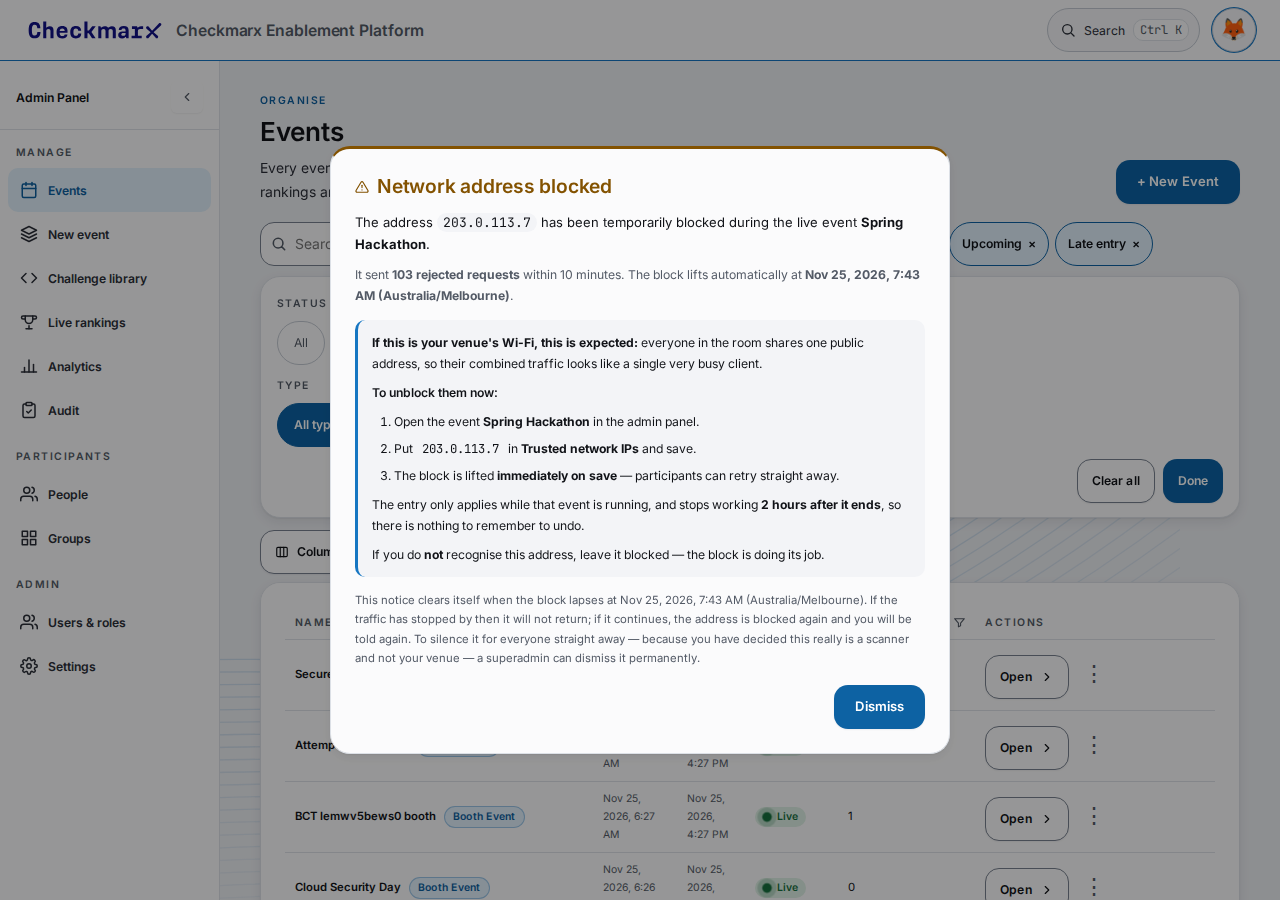 Checkmarx Checkmarx Enablement Platform
Search Ctrl K
Admin Panel
MANAGE
Events
New event
Challenge library
Live rankings
Analytics
Audit
PARTICIPANTS
People
Groups
ADMIN
Users & roles
Settings
ORGANISE
Events
Every
rankings
+ New Event
Upcoming ×
Late entry ×
STATUS
All
TYPE
Clear all
Done
Network address blocked
The address 203.0.113.7 has been temporarily blocked during the live event Spring
Hackathon.
It sent 103 rejected requests within 10 minutes. The block lifts automatically at Nov 25, 2026, 7:43
AM (Australia/Melbourne).
If this is your venue's Wi-Fi, this is expected: everyone in the room shares one public
address, so their combined traffic looks like a single very busy client.
To unblock them now:
1. Open the event Spring Hackathon in the admin panel.
2. Put 203.0.113.7 in Trusted network IPs and save.
3. The block is lifted immediately on save — participants can retry straight away.
The entry only applies while that event is running, and stops working 2 hours after it ends, so
there is nothing to remember to undo.
If you do not recognise this address, leave it blocked — the block is doing its job.
This notice clears itself when the block lapses at Nov 25, 2026, 7:43 AM (Australia/Melbourne). If the
traffic has stopped by then it will not return; if it continues, the address is blocked again and you will be
told again. To silence it for everyone straight away — because you have decided this really is a scanner
and not your venue — a superadmin can dismiss it permanently.
Dismiss
NAME
ACTIONS
Open
Open
AM
4:27 PM
BCT lemwv5bews0 booth Booth Event
Nov 25,
2026, 6:27
AM
Nov 25,
2026,
4:27 PM
Live
1
Open
Cloud Security Day Booth Event
Nov 25,
2026, 6:26
Nov 25,
2026,
Live
0
Open